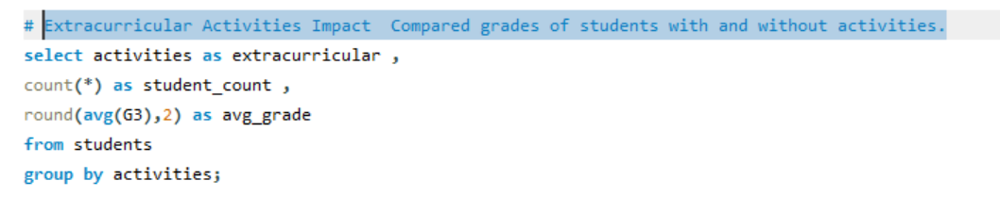 # Extracurricular Activities Impact  Compared grades of students with and without activities.
select activities as extracurricular ,
count(*) as student_count ,
round(avg(G3),2) as avg_grade
from students
group by activities;